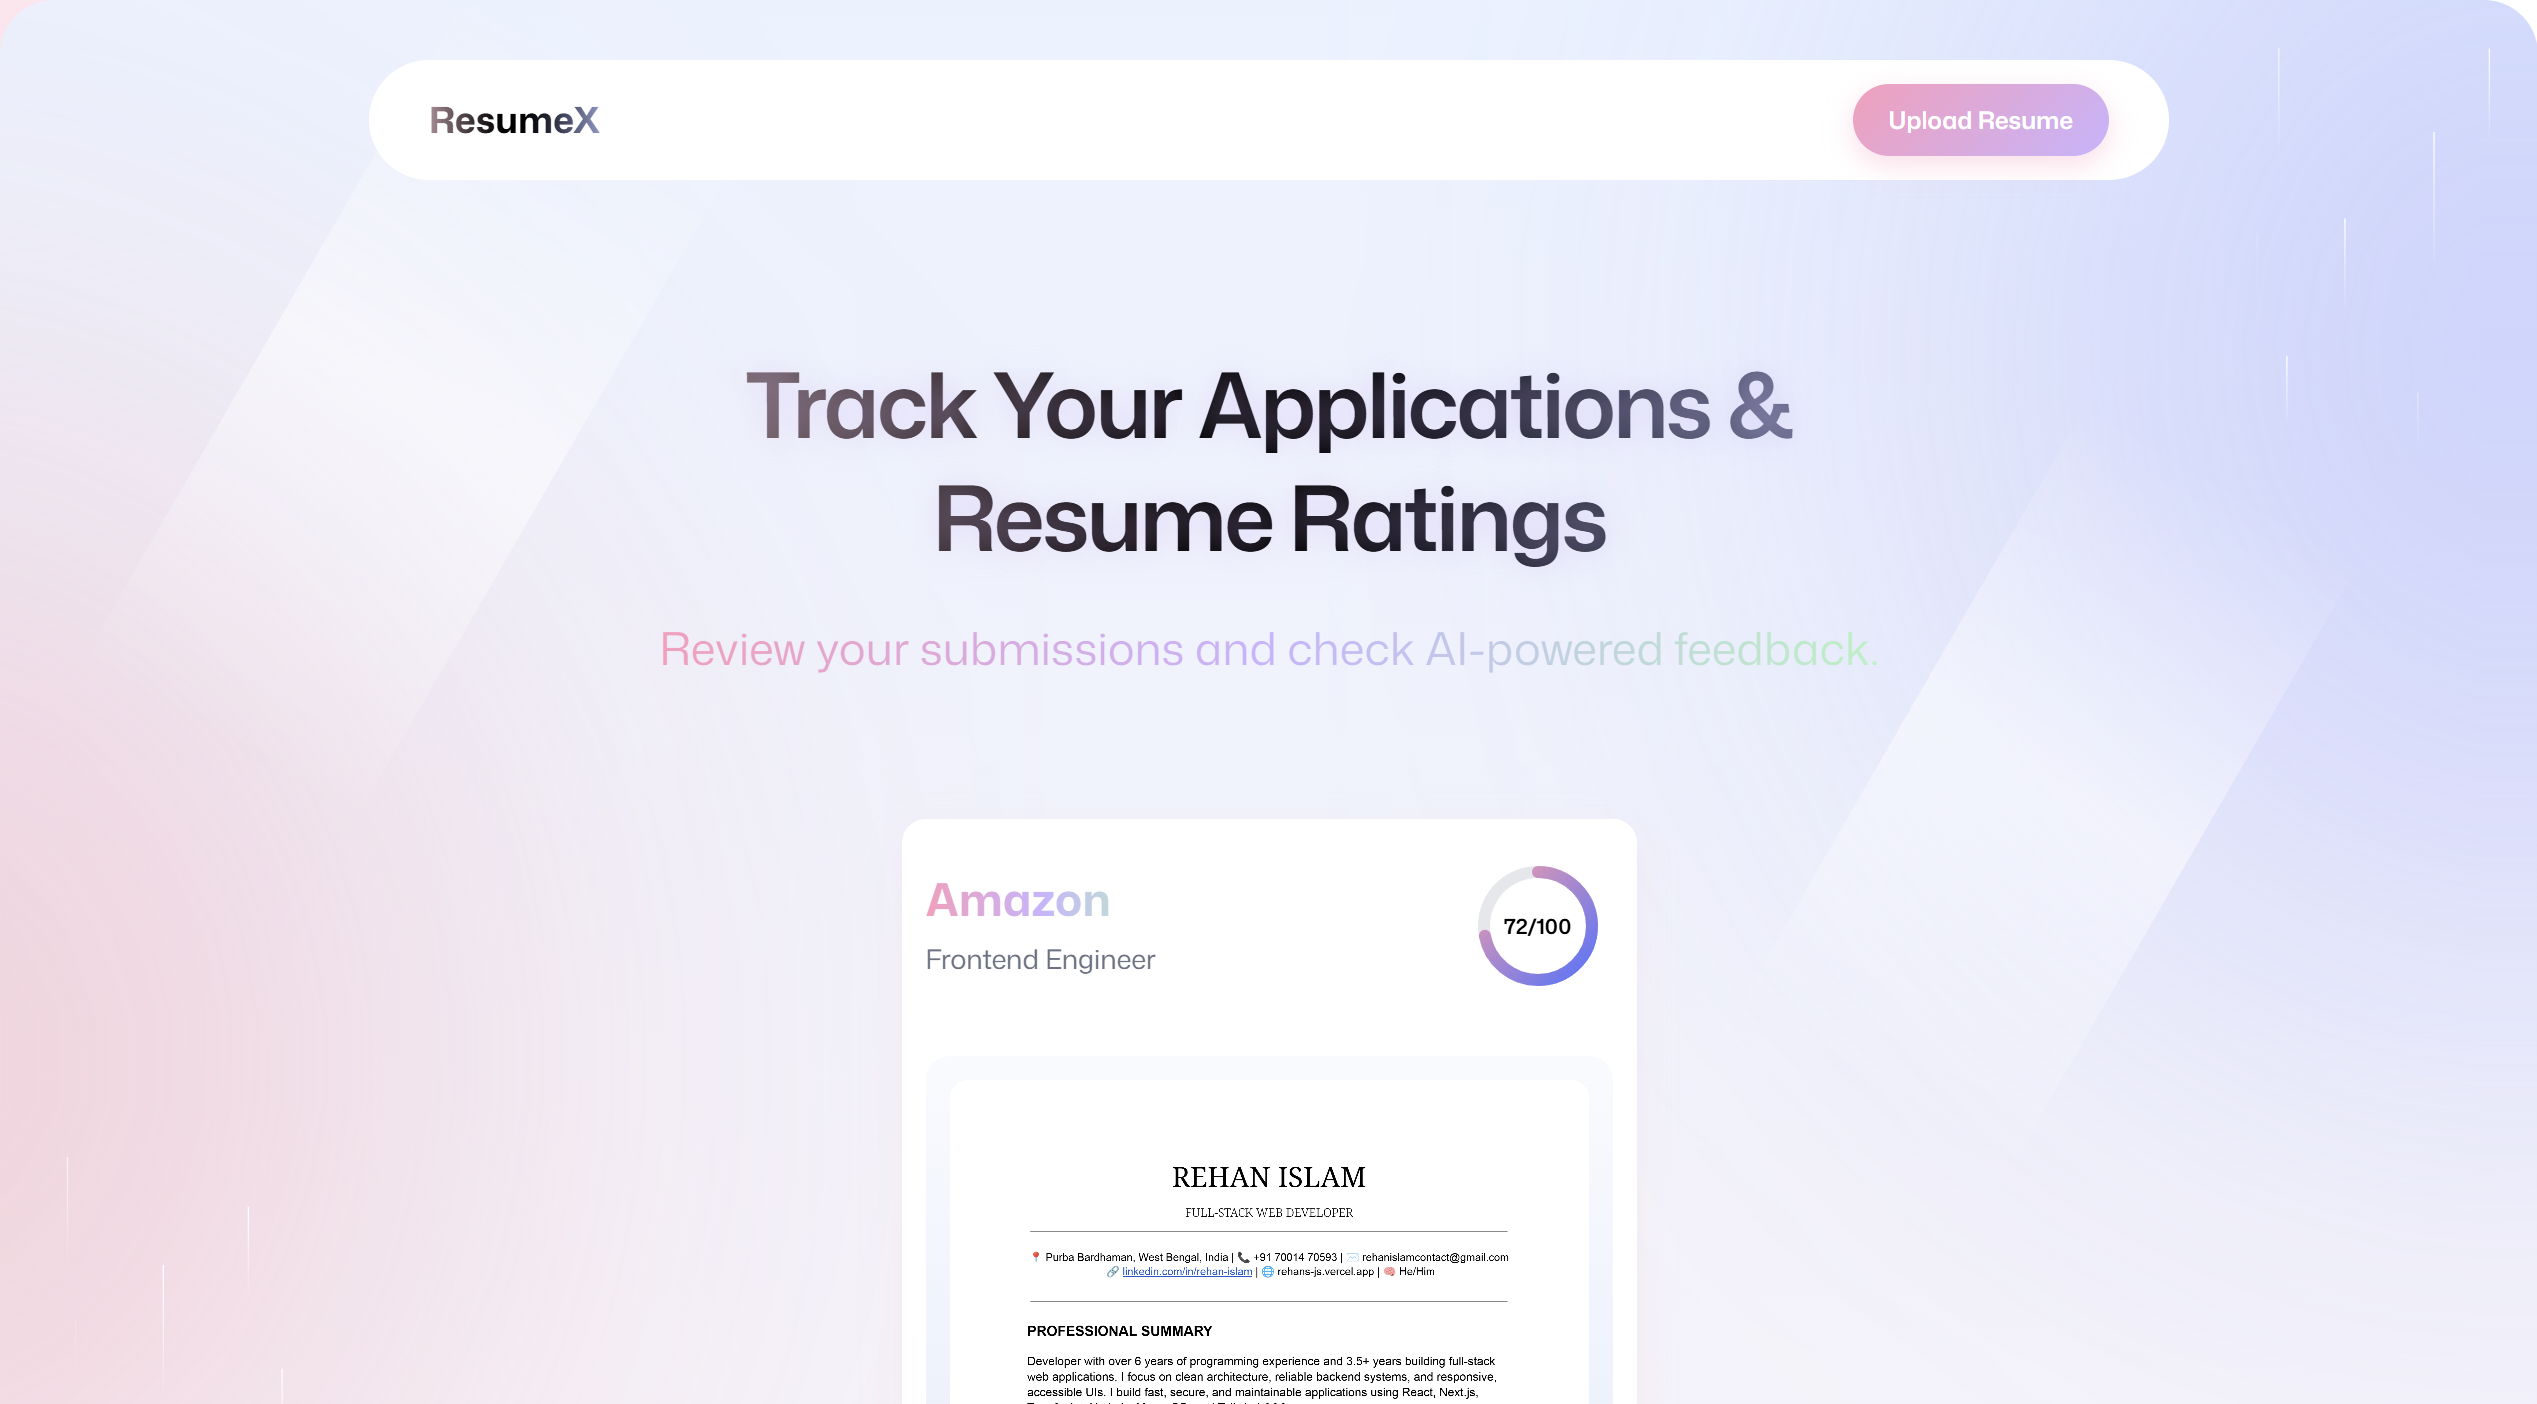 ResumeX
Upload Resume
Track Your Applications &
Resume Ratings
Review your submissions and check AI-powered feedback.
Amazon
Frontend Engineer
72/100
REHAN ISLAM
FULL-STACK WEB DEVELOPER
📍 Purba Bardhaman, West Bengal, India | 📞 +91 70014 70593 | ✉️ rehanislamcontact@gmail.com
🔗 linkedin.com/in/rehan-islam | 🌐 rehans-js.vercel.app | 🧠 He/Him
PROFESSIONAL SUMMARY
Developer with over 6 years of programming experience and 3.5+ years building full-stack
web applications. I focus on clean architecture, reliable backend systems, and responsive,
accessible UIs. I build fast, secure, and maintainable applications using React, Next.js,